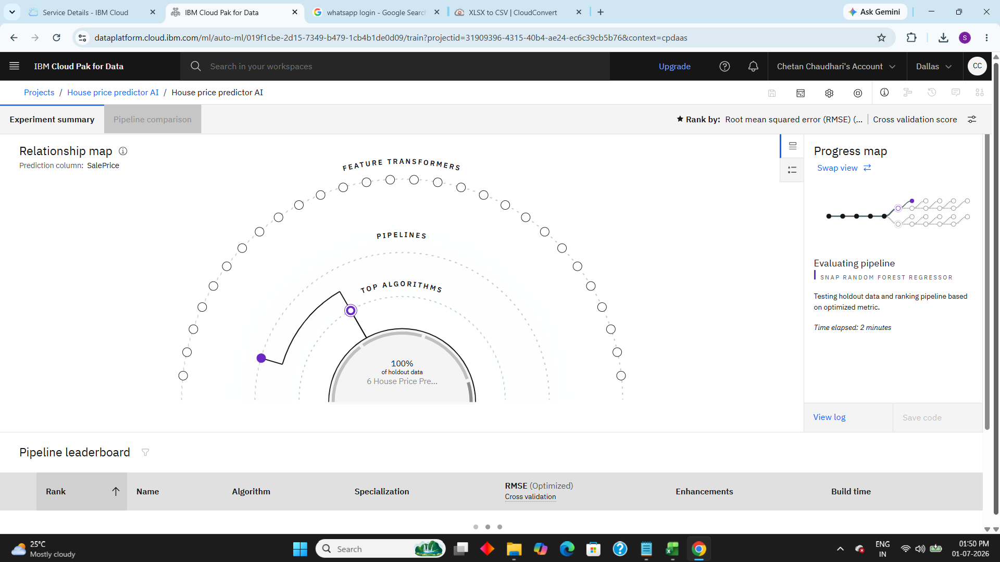 Service Details - IBM Cloud
IBM Cloud Pak for Data
whatsapp login - Google Search
XLSX to CSV | CloudConvert
Ask Gemini
dataplatform.cloud.ibm.com/ml/auto-ml/019f1cbe-2d15-7349-b479-1cb4b1de0d09/train?projectid=31909396-4315-40b4-ae24-ec6c39cb5b76&context=cpdaas
S
IBM Cloud Pak for Data
Search in your workspaces
Upgrade
Chetan Chaudhari's Account
Dallas
CC
Projects / House price predictor AI / House price predictor AI
Experiment summary
Pipeline comparison
Rank by: Root mean squared error (RMSE) (...
Cross validation score
Relationship map
Prediction column: SalePrice
FEATURE TRANSFORMERS
PIPELINES
TOP ALGORITHMS
100%
of holdout data
6 House Price Pre...
Progress map
Swap view
Evaluating pipeline
SNAP RANDOM FOREST REGRESSOR
Testing holdout data and ranking pipeline based
on optimized metric.
Time elapsed: 2 minutes
View log
Save code
Pipeline leaderboard
Rank
Name
Algorithm
Specialization
RMSE (Optimized)
Cross validation
Enhancements
Build time
25°C
Mostly cloudy
Search
ENG
IN
01:50 PM
01-07-2026